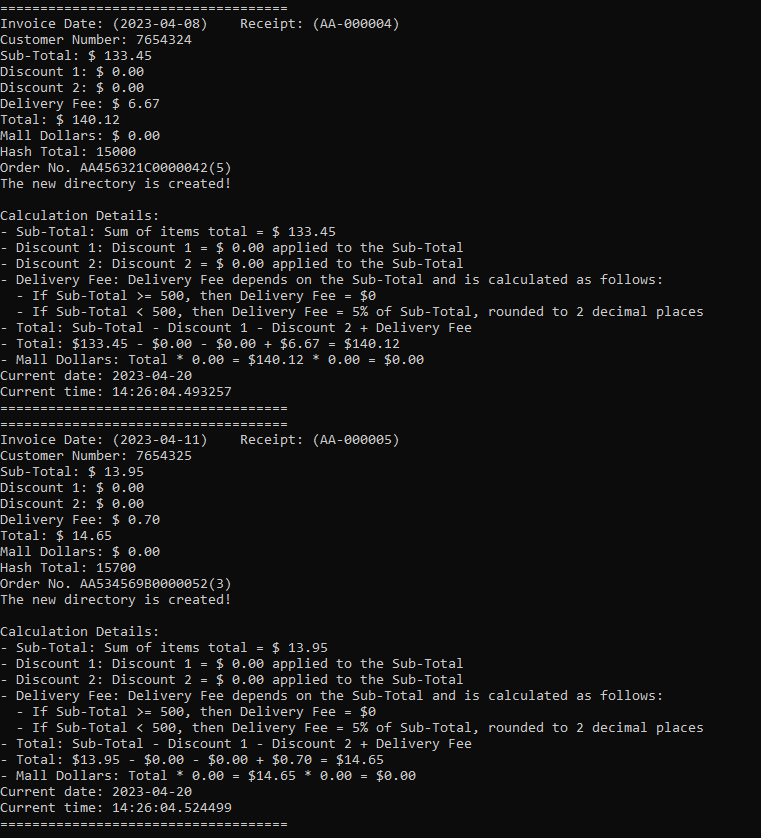 ====================================
Invoice Date: (2023-04-08)    Receipt: (AA-000004)
Customer Number: 7654324
Sub-Total: $ 133.45
Discount 1: $ 0.00
Discount 2: $ 0.00
Delivery Fee: $ 6.67
Total: $ 140.12
Mall Dollars: $ 0.00
Hash Total: 15000
Order No. AA456321C0000042(5)
The new directory is created!

Calculation Details:
- Sub-Total: Sum of items total = $ 133.45
- Discount 1: Discount 1 = $ 0.00 applied to the Sub-Total
- Discount 2: Discount 2 = $ 0.00 applied to the Sub-Total
- Delivery Fee: Delivery Fee depends on the Sub-Total and is calculated as follows:
  - If Sub-Total >= 500, then Delivery Fee = $0
  - If Sub-Total < 500, then Delivery Fee = 5% of Sub-Total, rounded to 2 decimal places
- Total: Sub-Total - Discount 1 - Discount 2 + Delivery Fee
- Total: $133.45 - $0.00 - $0.00 + $6.67 = $140.12
- Mall Dollars: Total * 0.00 = $140.12 * 0.00 = $0.00
Current date: 2023-04-20
Current time: 14:26:04.493257
====================================
====================================
Invoice Date: (2023-04-11)    Receipt: (AA-000005)
Customer Number: 7654325
Sub-Total: $ 13.95
Discount 1: $ 0.00
Discount 2: $ 0.00
Delivery Fee: $ 0.70
Total: $ 14.65
Mall Dollars: $ 0.00
Hash Total: 15700
Order No. AA534569B0000052(3)
The new directory is created!

Calculation Details:
- Sub-Total: Sum of items total = $ 13.95
- Discount 1: Discount 1 = $ 0.00 applied to the Sub-Total
- Discount 2: Discount 2 = $ 0.00 applied to the Sub-Total
- Delivery Fee: Delivery Fee depends on the Sub-Total and is calculated as follows:
  - If Sub-Total >= 500, then Delivery Fee = $0
  - If Sub-Total < 500, then Delivery Fee = 5% of Sub-Total, rounded to 2 decimal places
- Total: Sub-Total - Discount 1 - Discount 2 + Delivery Fee
- Total: $13.95 - $0.00 - $0.00 + $0.70 = $14.65
- Mall Dollars: Total * 0.00 = $14.65 * 0.00 = $0.00
Current date: 2023-04-20
Current time: 14:26:04.524499
====================================